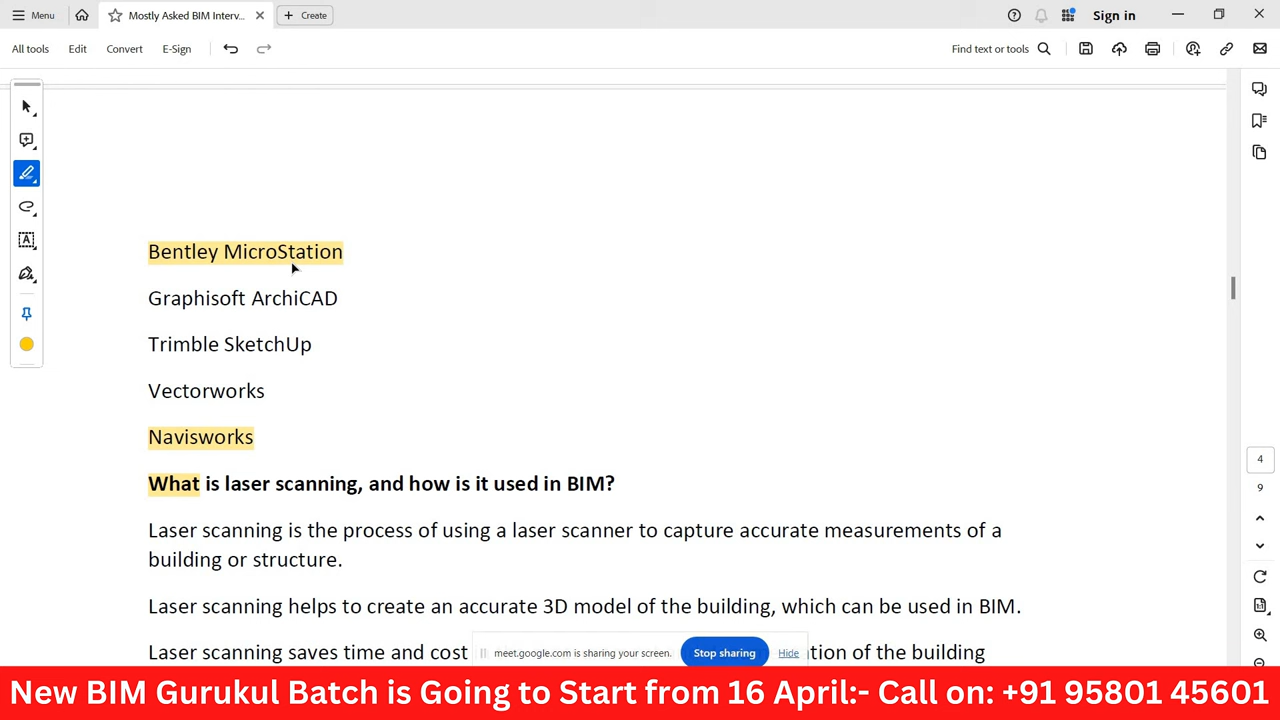 Menu
Mostly Asked BIM Interv...
Create
Sign in
All tools
Edit
Convert
E-Sign
Find text or tools
Bentley MicroStation
Graphisoft ArchiCAD
Trimble SketchUp
Vectorworks
Navisworks
What is laser scanning, and how is it used in BIM?
Laser scanning is the process of using a laser scanner to capture accurate measurements of a
building or structure.
Laser scanning helps to create an accurate 3D model of the building, which can be used in BIM.
Laser scanning saves time and cost
of the building
meet.google.com is sharing your screen.
Stop sharing
Hide
4
9
New BIM Gurukul Batch is Going to Start from 16 April:- Call on: +91 95801 45601